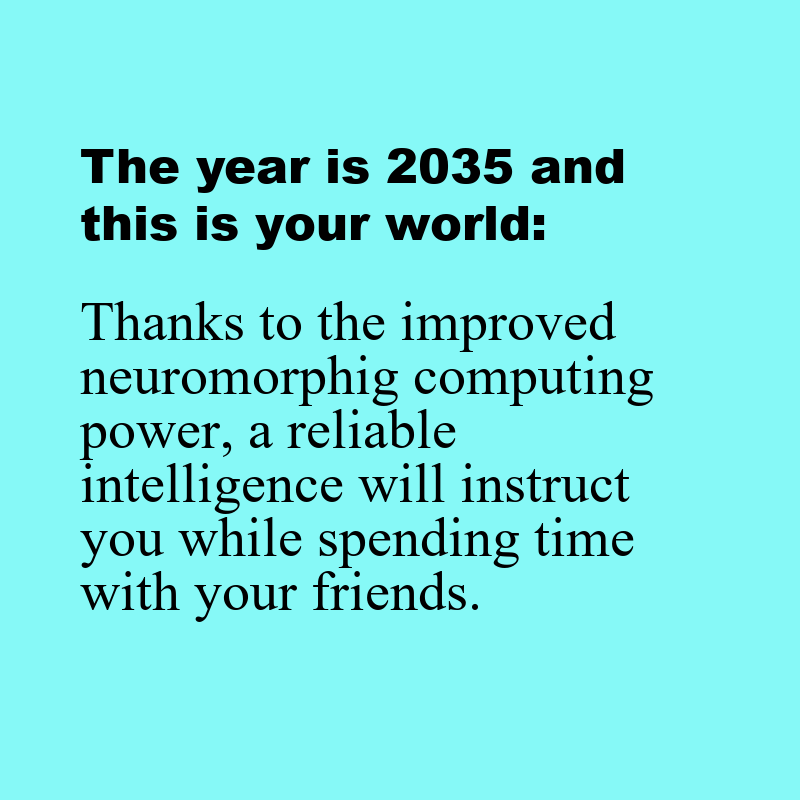 The year is 2035 and
this is your world:
Thanks to the improved
neuromorphig computing
power, a reliable
intelligence will instruct
you while spending time
with your friends.